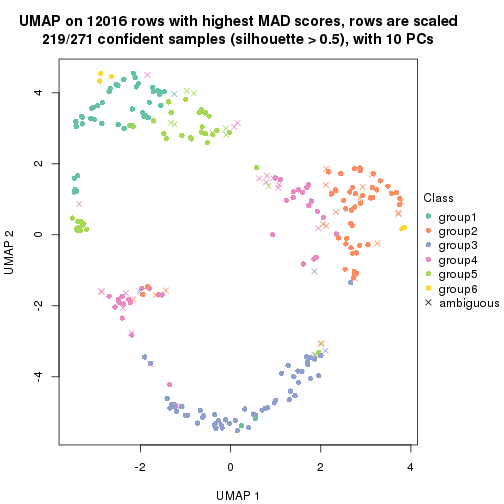 UMAP on 12016 rows with highest MAD scores, rows are scaled
219/271 confident samples (silhouette > 0.5), with 10 PCs
4
2
0
-2
-4
UMAP 2
-2
0
2
4
UMAP 1
Class
group1
group2
group3
group4
group5
group6
ambiguous